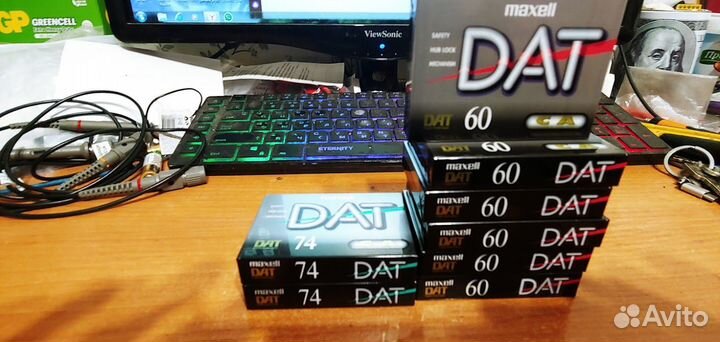 GP GREENCELL
ViewSonic
maxell
SAFETY
HUB LOCK
MECHANISM
DAT
DAT 60 C.A
ETERNITY
maxell
DAT 60
maxell
DAT 60 DAT
maxell
DAT 60 DAT
maxell
DAT 60 DAT
maxell
DAT 60 DAT
DAT
DAT 74
maxell
DAT 74 DAT
maxell
DAT 74 DAT
Avito